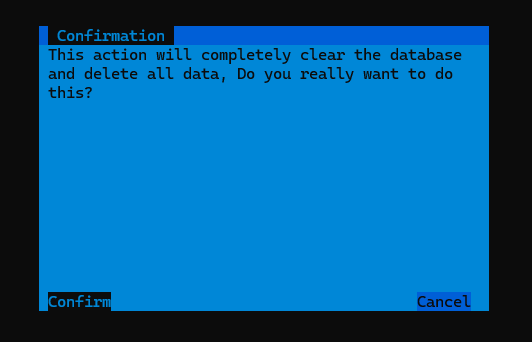 Confirmation
This action will completely clear the database
and delete all data, Do you really want to do
this?
Confirm
Cancel